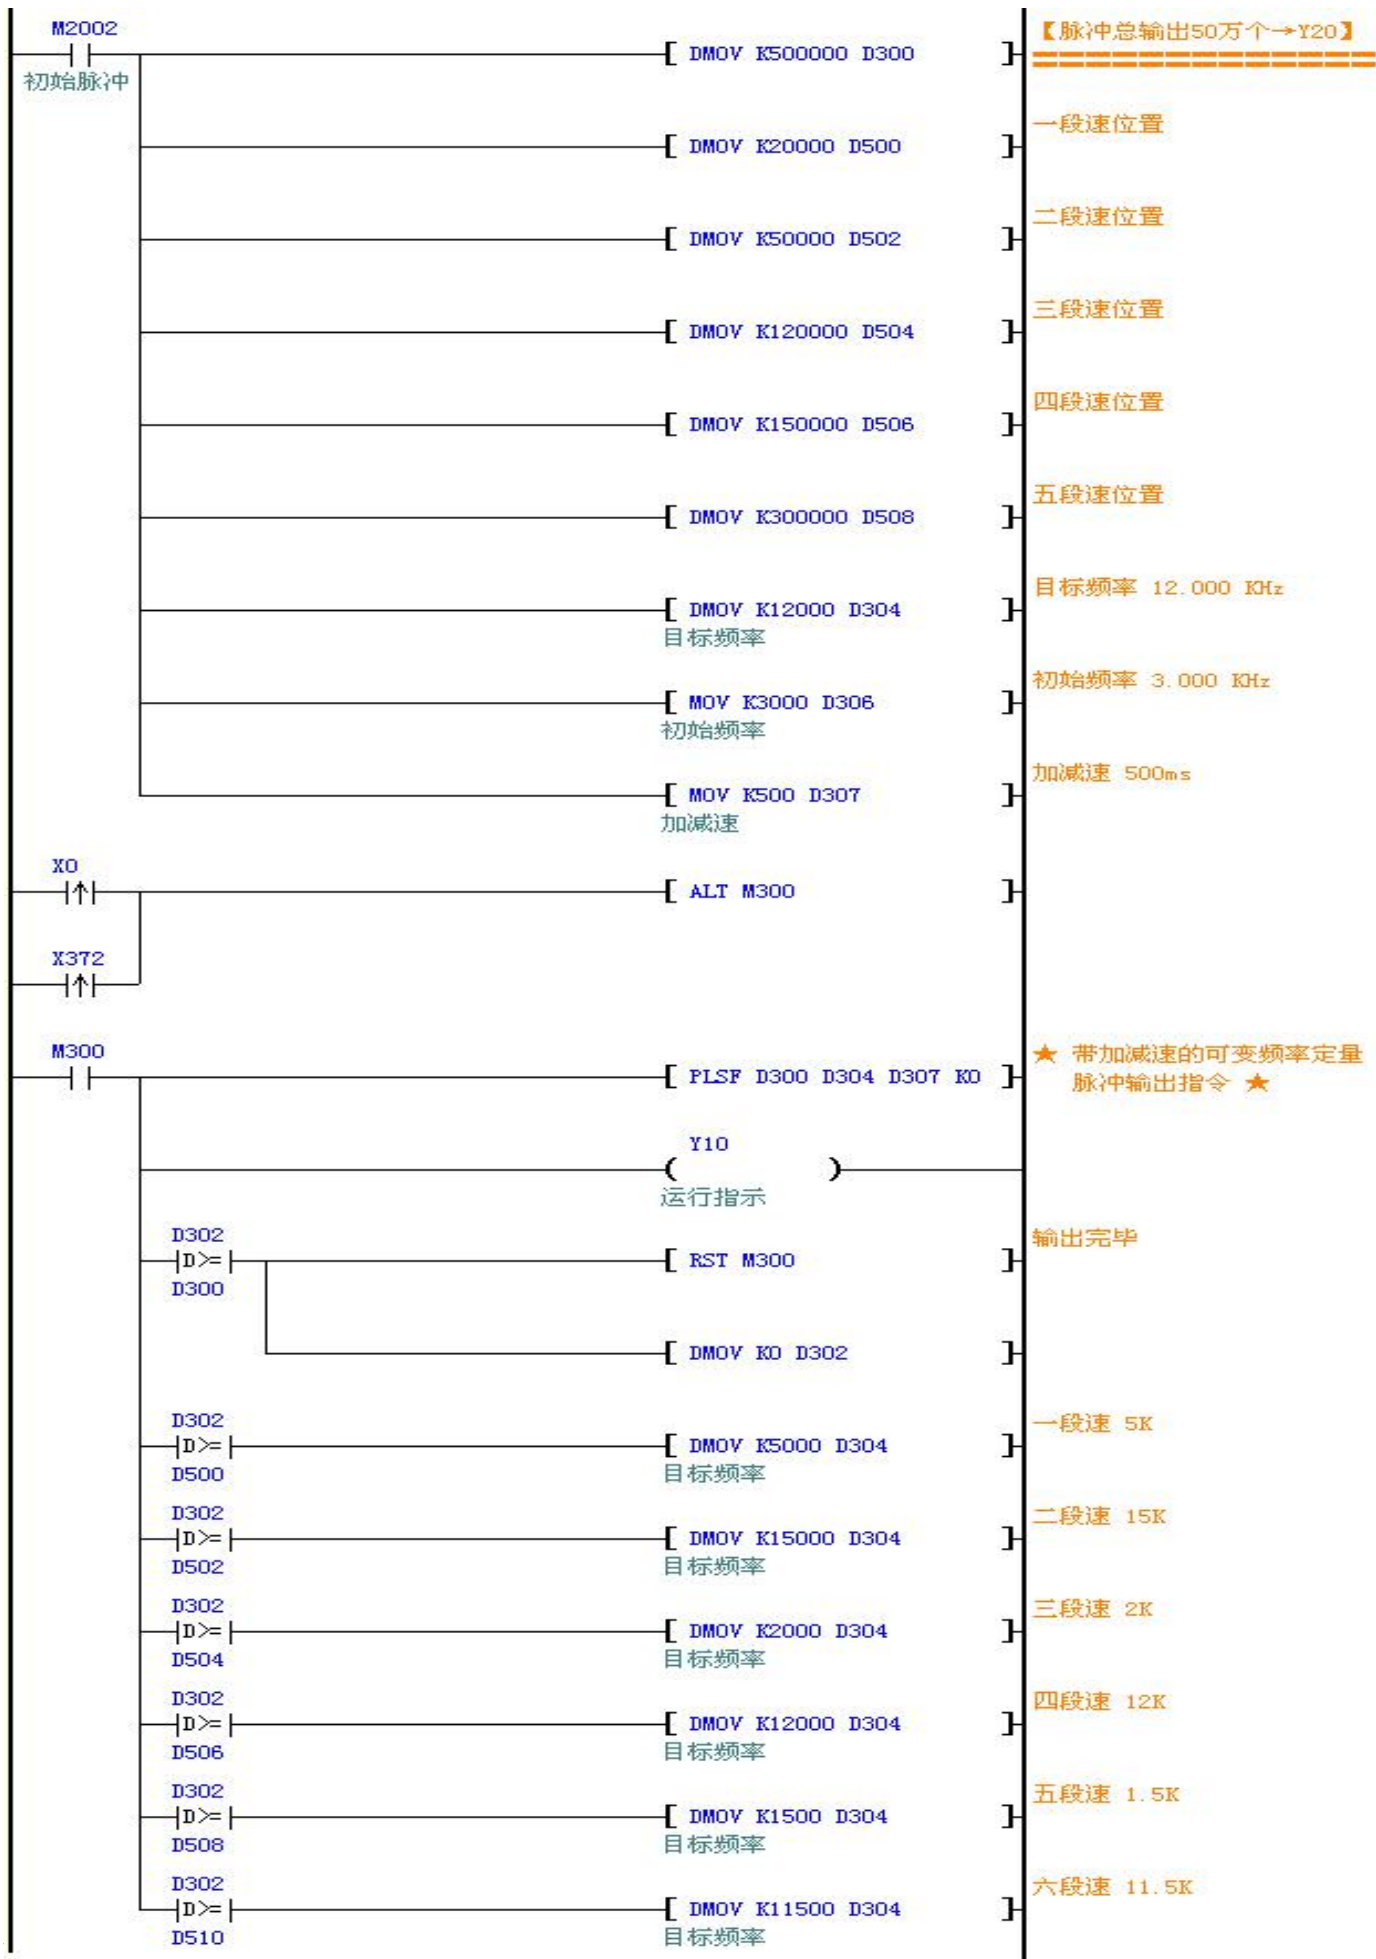 M2002
初始脉冲
[ DMOV K500000 D300 ]
【脉冲总输出50万个→Y20】
[ DMOV K20000 D500 ]
一段速位置
[ DMOV K50000 D502 ]
二段速位置
[ DMOV K120000 D504 ]
三段速位置
[ DMOV K150000 D506 ]
四段速位置
[ DMOV K300000 D508 ]
五段速位置
[ DMOV K12000 D304 ]
目标频率
目标频率 12.000 KHz
[ MOV K3000 D306 ]
初始频率
初始频率 3.000 KHz
[ MOV K500 D307 ]
加减速
加减速 500ms
X0
[ ALT M300 ]
X372
M300
[ PLSF D300 D304 D307 K0 ]
★ 带加减速的可变频率定量
脉冲输出指令 ★
Y10
( )
运行指示
D302
D>=
D300
[ RST M300 ]
输出完毕
[ DMOV K0 D302 ]
D302
D>=
D500
[ DMOV K5000 D304 ]
目标频率
一段速 5K
D302
D>=
D502
[ DMOV K15000 D304 ]
目标频率
二段速 15K
D302
D>=
D504
[ DMOV K2000 D304 ]
目标频率
三段速 2K
D302
D>=
D506
[ DMOV K12000 D304 ]
目标频率
四段速 12K
D302
D>=
D508
[ DMOV K1500 D304 ]
目标频率
五段速 1.5K
D302
D>=
D510
[ DMOV K11500 D304 ]
目标频率
六段速 11.5K